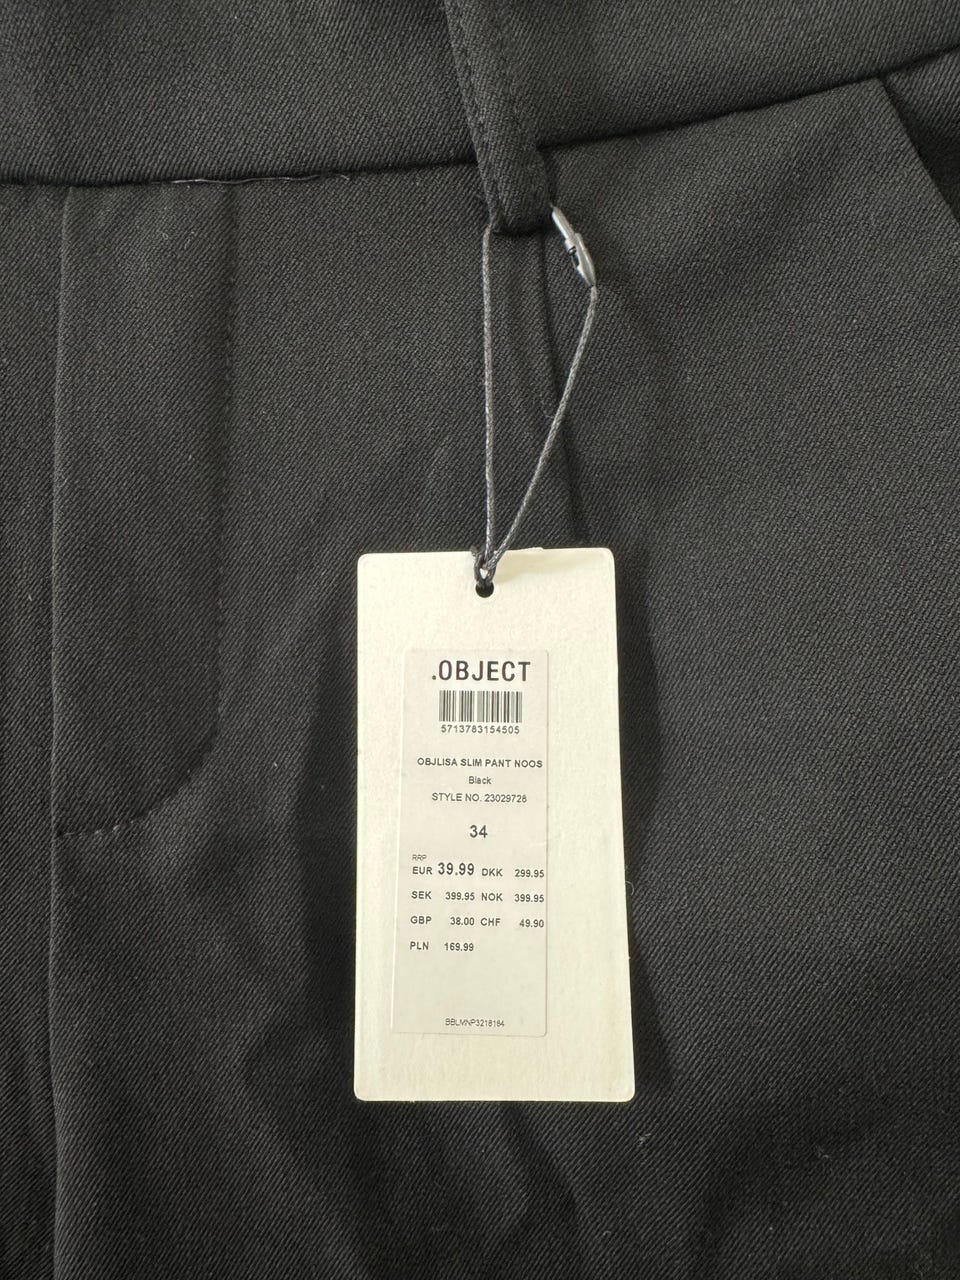 .OBJECT
5713783154505
OBJLISA SLIM PANT NOOS
Black
STYLE NO. 23029728
34
RRP
EUR 39.99 DKK 299.95
SEK 399.95 NOK 399.95
GBP 38.00 CHF 49.90
PLN 169.99
BBLMNP3218184